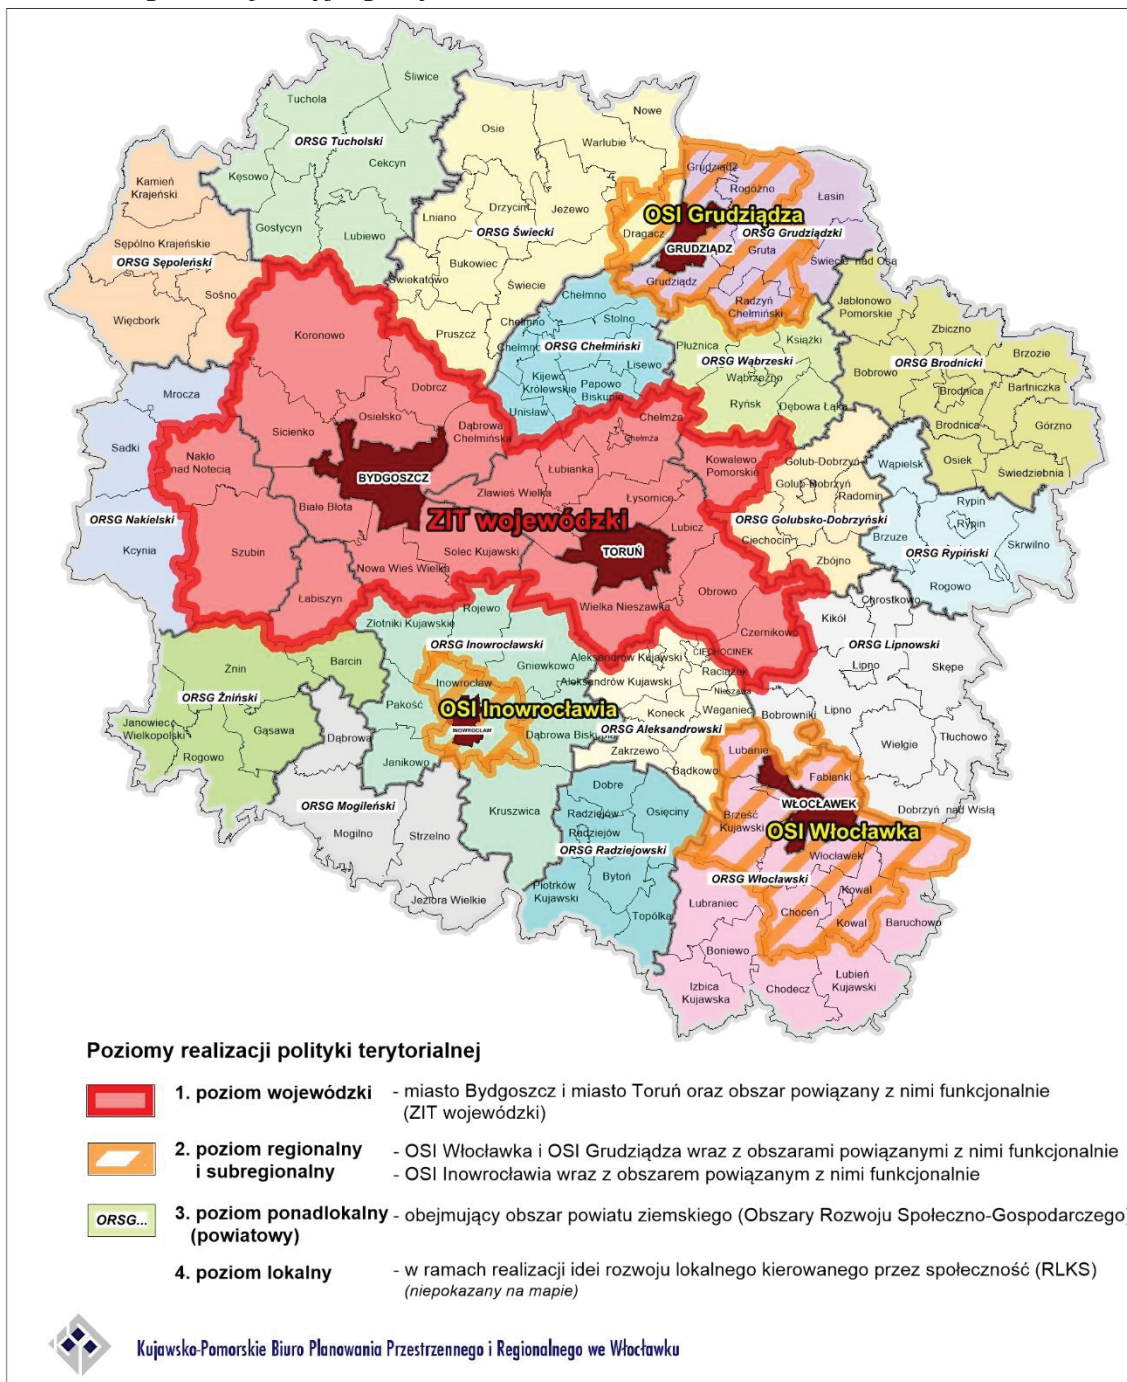 Śliwice
Tuchola
ORSG Tucholski
Cekcyn
Kęsowo
Gostycyn
Lubiewo
Kamień
Krajeński
Sępólno Krajeńskie
ORSG Sępoleński
Sośno
Więcbork
Nowe
Osie
Warlubie
Drzycim
Jeżewo
Lniano
ORSG Świecki
Bukowiec
Świekatowo
Świecie
Pruszcz
Dragacz
Grudziądz
Rogóźno
Łasin
OSI Grudziądza
ORSG Grudziądzki
GRUDZIĄDZ
Gruta
Świecie nad Osą
Grudziądz
Radzyń
Chełmiński
Chełmno
Stolno
Chełmno
Chełmno
ORSG Chełmiński
Lisewo
Kijewo
Królewskie
Papowo
Biskupie
Unisław
Płużnica
Książki
ORSG Wąbrzeski
Wąbrzeźno
Ryńsk
Dębowa Łąka
Jabłonowo
Pomorskie
Zbiczno
Brzozie
ORSG Brodnicki
Bobrowo
Bartniczka
Brodnica
Brodnica
Górzno
Osiek
Świedziebnia
Koronowo
Dobrcz
Osielsko
Sicienko
Dąbrowa
Chełmińska
Nakło
nad Notecią
BYDGOSZCZ
Białe Błota
Szubin
Łabiszyn
Nowa Wieś Wielka
Solec Kujawski
Zławieś Wielka
ZIT wojewódzki
Łubianka
Chełmża
Chełmża
Łysomice
Kowalewo
Pomorskie
Lubicz
TORUŃ
Wielka Nieszawka
Obrowo
Czernikowo
Mrocza
Sadki
ORSG Nakielski
Kcynia
Golub-Dobrzyń
Golub-Dobrzyń
Radomin
ORSG Golubsko-Dobrzyński
Ciechocin
Zbójno
Wąpielsk
Rypin
Rypin
Brzuze
Skrwilno
ORSG Rypiński
Rogowo
Chrostkowo
Kikół
ORSG Lipnowski
Lipno
Skępe
Lipno
Bobrowniki
Wielgie
Tłuchowo
Dobrzyń nad Wisłą
Rojewo
Złotniki Kujawskie
ORSG Inowrocławski
Gniewkowo
Inowrocław
Pakość
OSI Inowrocławia
INOWROCŁAW
Dąbrowa Biskupia
Janikowo
Kruszwica
Aleksandrów Kujawski
CIECHOCINEK
Aleksandrów Kujawski
Raciążek
Nieszawa
Koneck
Waganiec
ORSG Aleksandrowski
Zakrzewo
Bądkowo
Żnin
Barcin
ORSG Żniński
Janowiec
Wielkopolski
Gąsawa
Rogowo
Dąbrowa
ORSG Mogileński
Mogilno
Strzelno
Jeziora Wielkie
Dobre
Radziejów
Osięciny
Radziejów
ORSG Radziejowski
Bytoń
Piotrków
Kujawski
Topólka
Lubanie
Fabianki
WŁOCŁAWEK
Brześć
Kujawski
OSI Włocławka
Włocławek
ORSG Włocławski
Kowal
Lubraniec
Choceń
Kowal
Baruchowo
Boniewo
Izbica
Kujawska
Chodecz
Lubień
Kujawski
Poziomy realizacji polityki terytorialnej
1. poziom wojewódzki - miasto Bydgoszcz i miasto Toruń oraz obszar powiązany z nimi funkcjonalnie
(ZIT wojewódzki)
2. poziom regionalny - OSI Włocławka i OSI Grudziądza wraz z obszarami powiązanymi z nimi funkcjonalnie
i subregionalny - OSI Inowrocławia wraz z obszarem powiązanym z nimi funkcjonalnie
ORSG... 3. poziom ponadlokalny - obejmujący obszar powiatu ziemskiego (Obszary Rozwoju Społeczno-Gospodarczego)
(powiatowy)
4. poziom lokalny - w ramach realizacji idei rozwoju lokalnego kierowanego przez społeczność (RLKS)
(niepokazany na mapie)
Kujawsko-Pomorskie Biuro Planowania Przestrzennego i Regionalnego we Włocławku